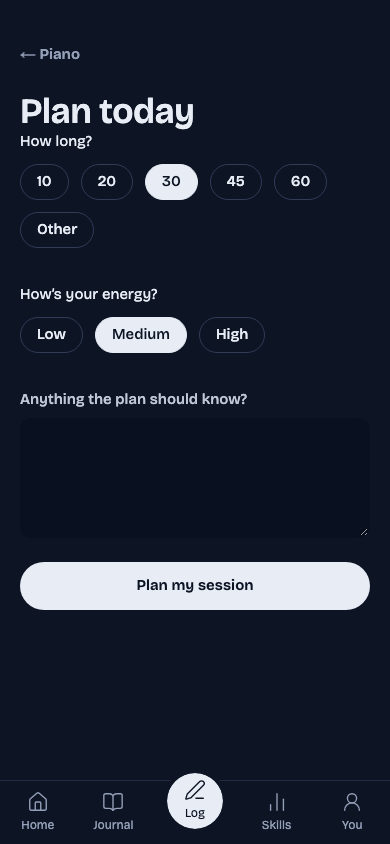 ← Piano
Plan today
How long?
10 20 30 45 60
Other
How's your energy?
Low Medium High
Anything the plan should know?
Plan my session
Home Journal Log Skills You